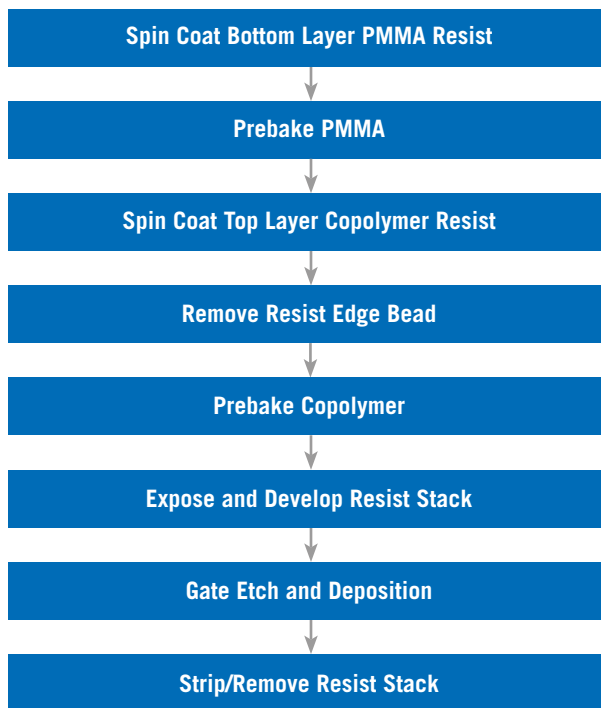 Spin Coat Bottom Layer PMMA Resist
Prebake PMMA
Spin Coat Top Layer Copolymer Resist
Remove Resist Edge Bead
Prebake Copolymer
Expose and Develop Resist Stack
Gate Etch and Deposition
Strip/Remove Resist Stack